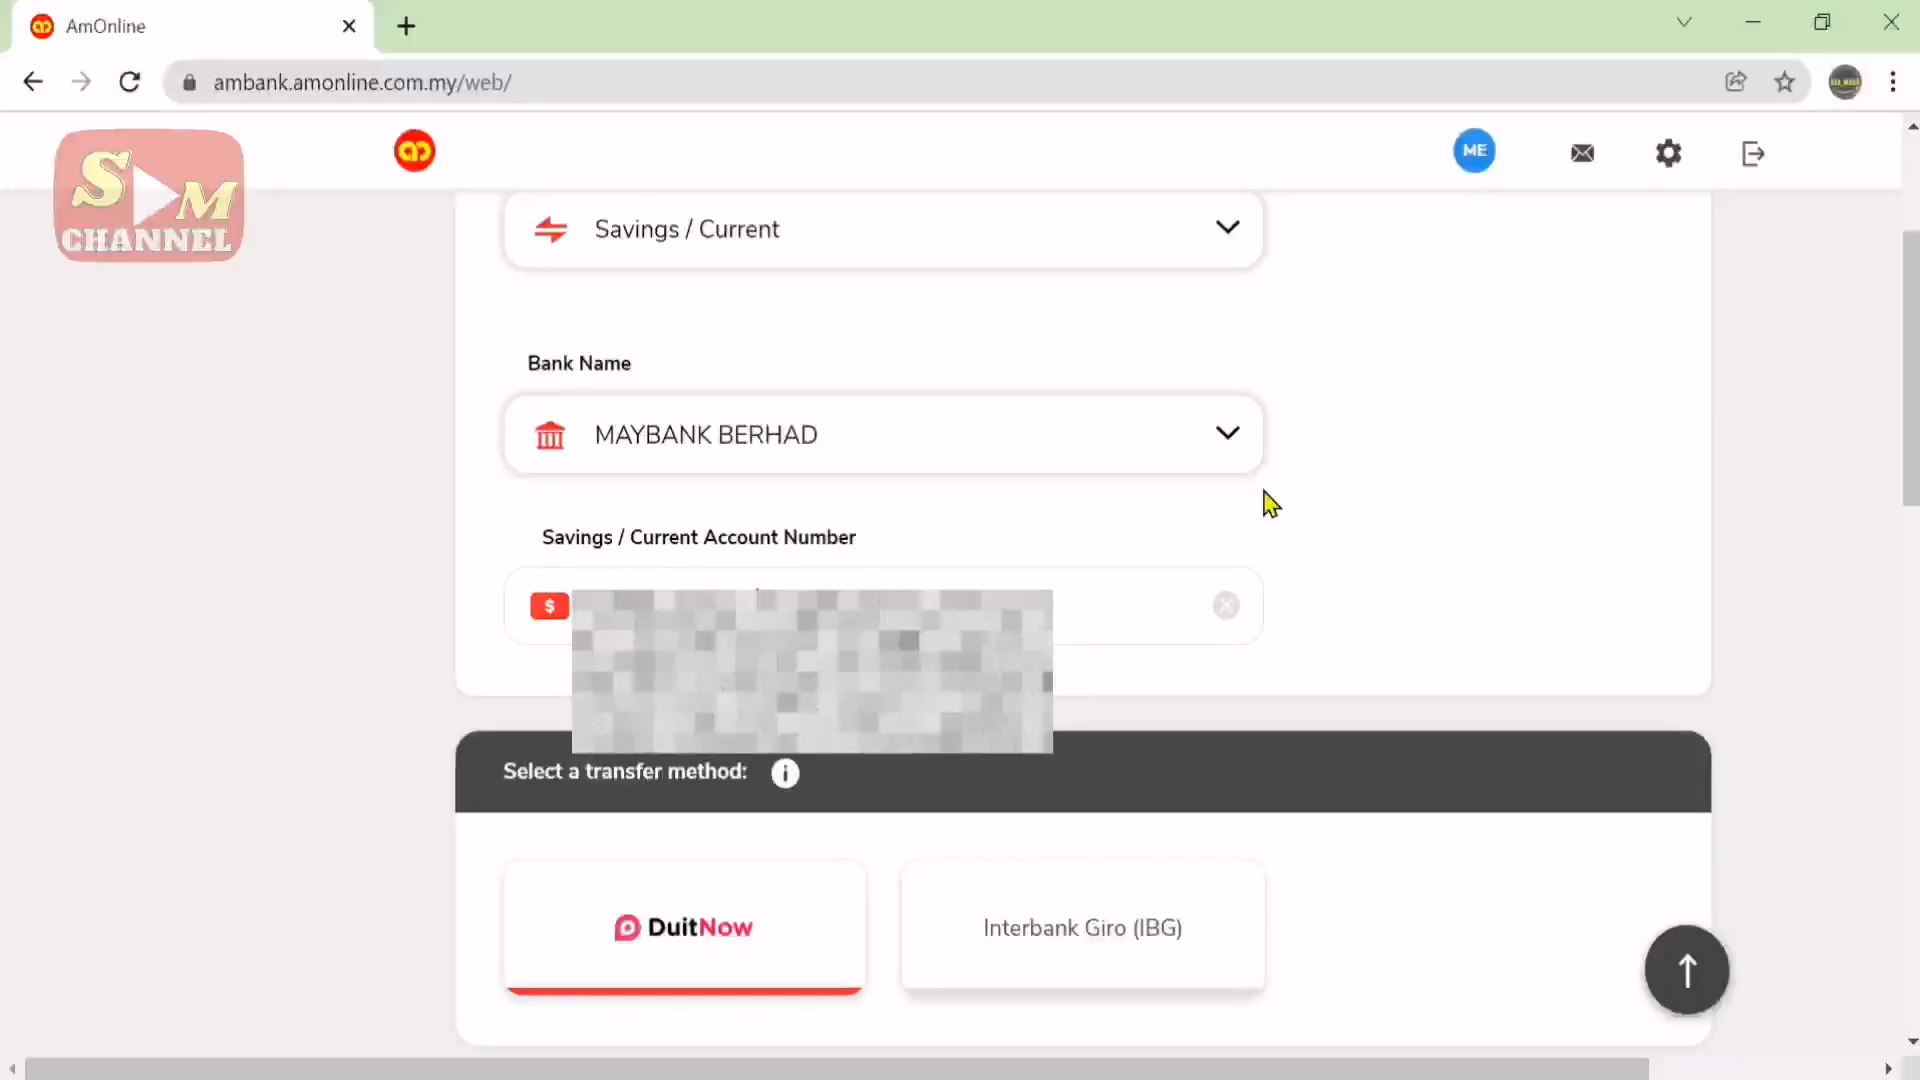 AmOnline
ambank.amonline.com.my/web/
SM
CHANNEL
ME
Savings / Current
Bank Name
MAYBANK BERHAD
Savings / Current Account Number
$
Select a transfer method:
i
DuitNow
Interbank Giro (IBG)